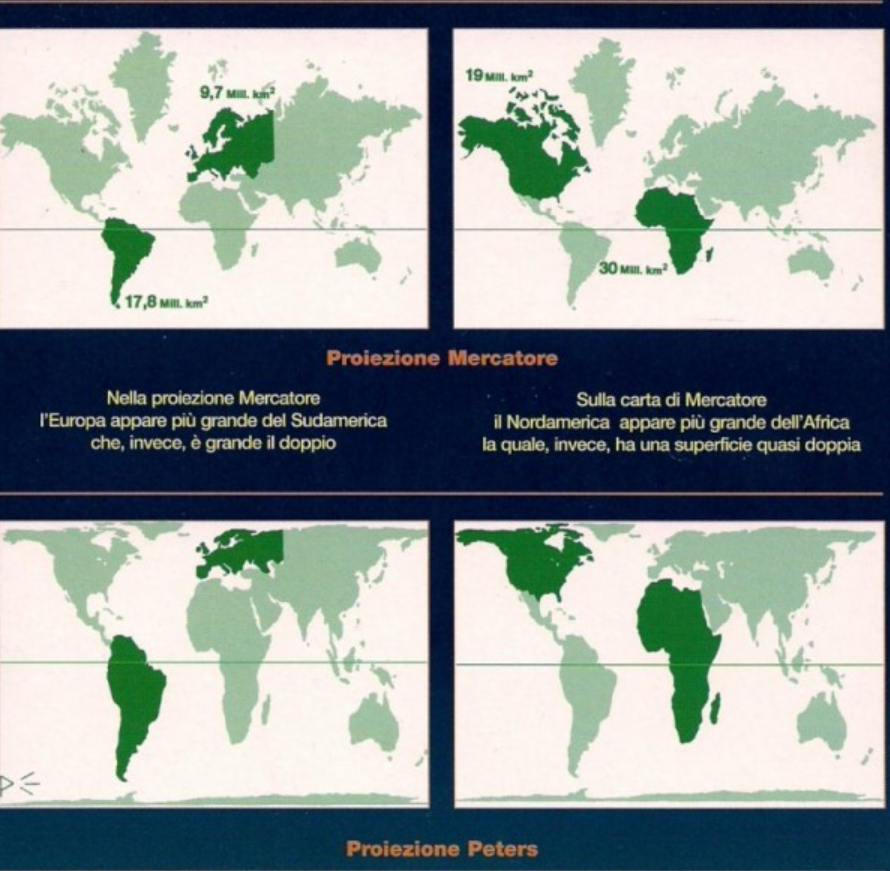 9,7 Mill. km²
17,8 Mill. km²
19 Mill. km²
30 Mill. km²
Proiezione Mercatore
Nella proiezione Mercatore
l'Europa appare più grande del Sudamerica
che, invece, è grande il doppio
Sulla carta di Mercatore
il Nordamerica appare più grande dell'Africa
la quale, invece, ha una superficie quasi doppia
Proiezione Peters